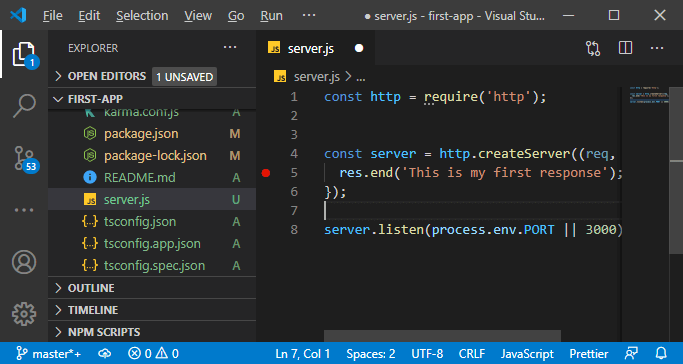 File Edit Selection View Go Run ··· ● server.js - first-app - Visual Stu...
EXPLORER ···
OPEN EDITORS 1 UNSAVED
FIRST-APP
karma.conf.js A
package.json M
package-lock.json M
README.md A
server.js U
tsconfig.json A
tsconfig.app.json A
tsconfig.spec.json A
OUTLINE
TIMELINE
NPM SCRIPTS
1
53
JS server.js ●
JS server.js > ...
1 const http = require('http');
2
3
4 const server = http.createServer((req,
5 res.end('This is my first response');
6 });
7
8 server.listen(process.env.PORT || 3000)
master*+ 0 0 Ln 7, Col 1 Spaces: 2 UTF-8 CRLF JavaScript Prettier